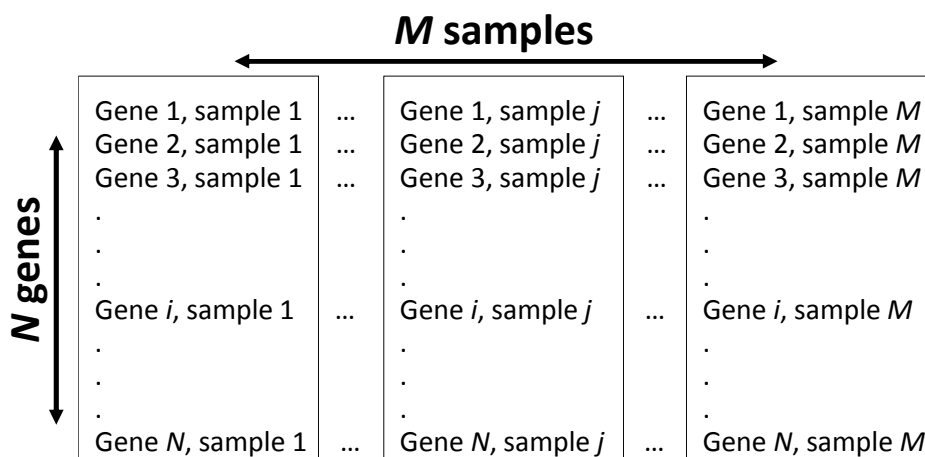 M samples
N genes
Gene 1, sample 1 ... Gene 1, sample j ... Gene 1, sample M
Gene 2, sample 1 ... Gene 2, sample j ... Gene 2, sample M
Gene 3, sample 1 ... Gene 3, sample j ... Gene 3, sample M
. . .
. . .
. . .
Gene i, sample 1 ... Gene i, sample j ... Gene i, sample M
. . .
. . .
. . .
Gene N, sample 1 ... Gene N, sample j ... Gene N, sample M